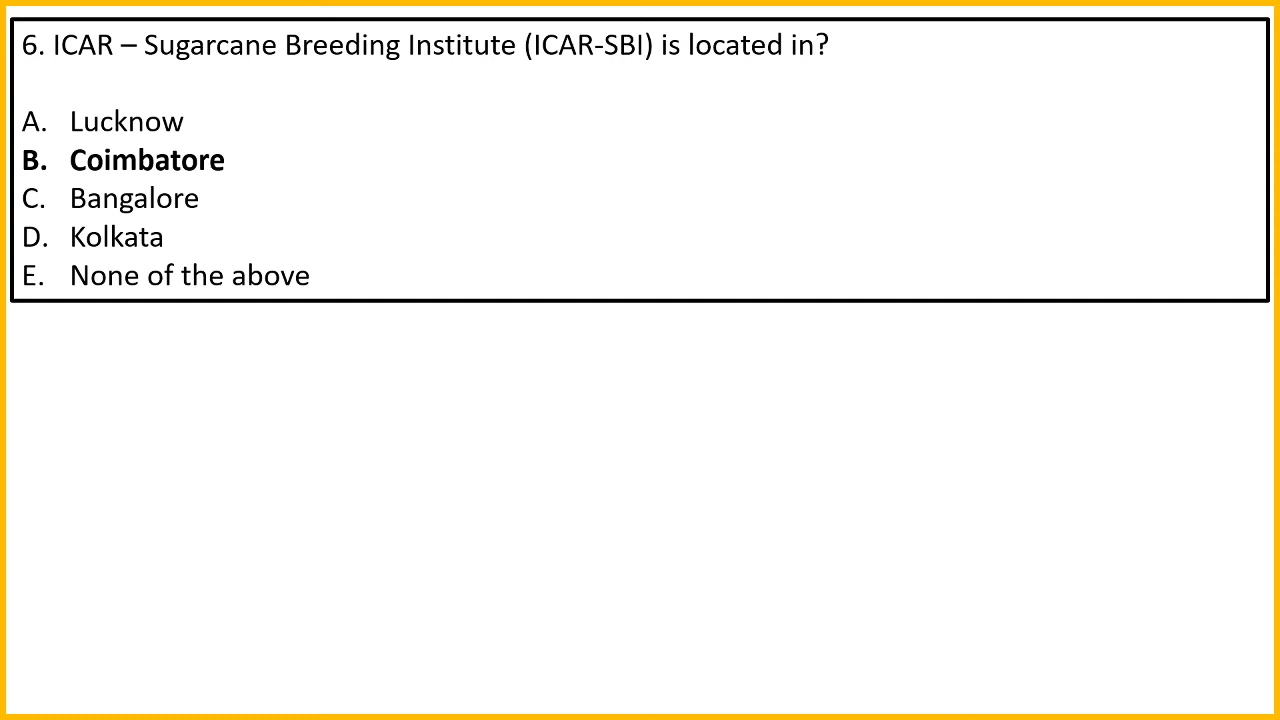 6. ICAR – Sugarcane Breeding Institute (ICAR-SBI) is located in?
A. Lucknow
B. Coimbatore
C. Bangalore
D. Kolkata
E. None of the above